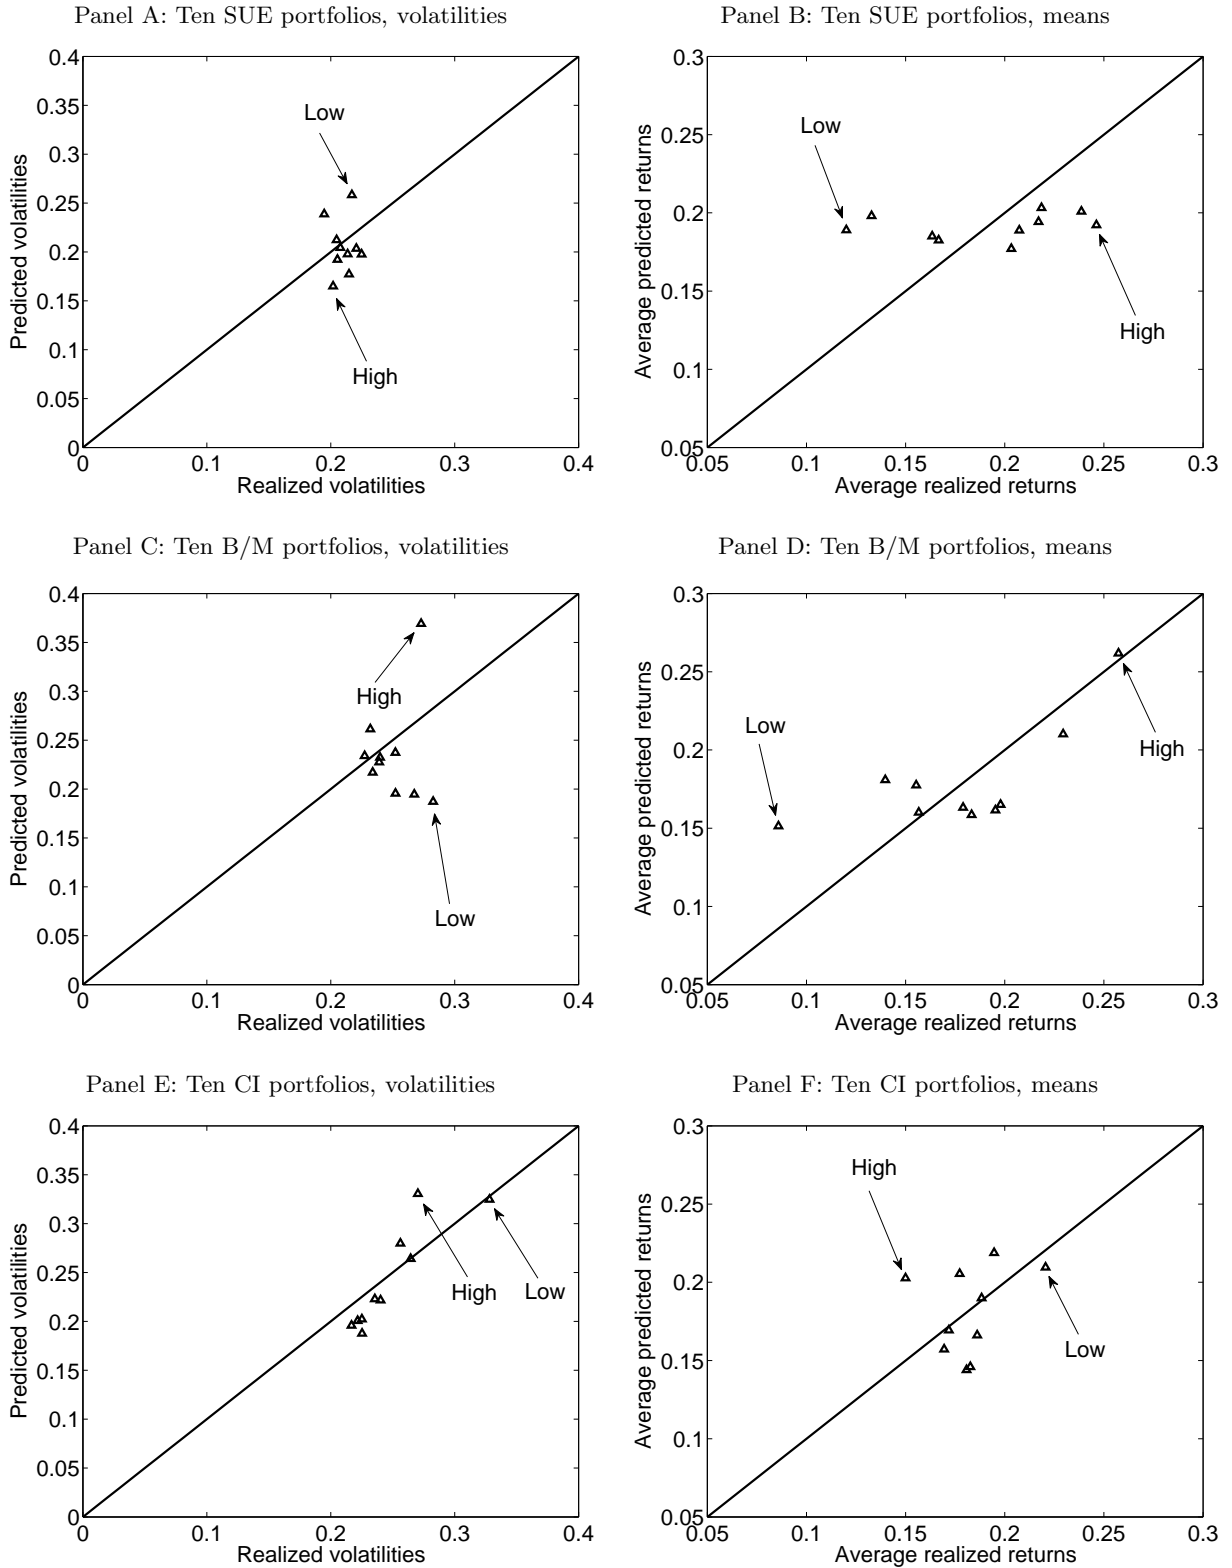 Panel A: Ten SUE portfolios, volatilities
0.4
0.35
0.3
0.25
0.2
0.15
0.1
0.05
0
Predicted volatilities
Low
High
0
0.1
0.2
0.3
0.4
Realized volatilities
Panel B: Ten SUE portfolios, means
0.3
0.25
0.2
0.15
0.1
0.05
Average predicted returns
Low
High
0.05
0.1
0.15
0.2
0.25
0.3
Average realized returns
Panel C: Ten B/M portfolios, volatilities
0.4
0.35
0.3
0.25
0.2
0.15
0.1
0.05
0
Predicted volatilities
High
Low
0
0.1
0.2
0.3
0.4
Realized volatilities
Panel D: Ten B/M portfolios, means
0.3
0.25
0.2
0.15
0.1
0.05
Average predicted returns
Low
High
0.05
0.1
0.15
0.2
0.25
0.3
Average realized returns
Panel E: Ten CI portfolios, volatilities
0.4
0.35
0.3
0.25
0.2
0.15
0.1
0.05
0
Predicted volatilities
High
Low
0
0.1
0.2
0.3
0.4
Realized volatilities
Panel F: Ten CI portfolios, means
0.3
0.25
0.2
0.15
0.1
0.05
Average predicted returns
High
Low
0.05
0.1
0.15
0.2
0.25
0.3
Average realized returns